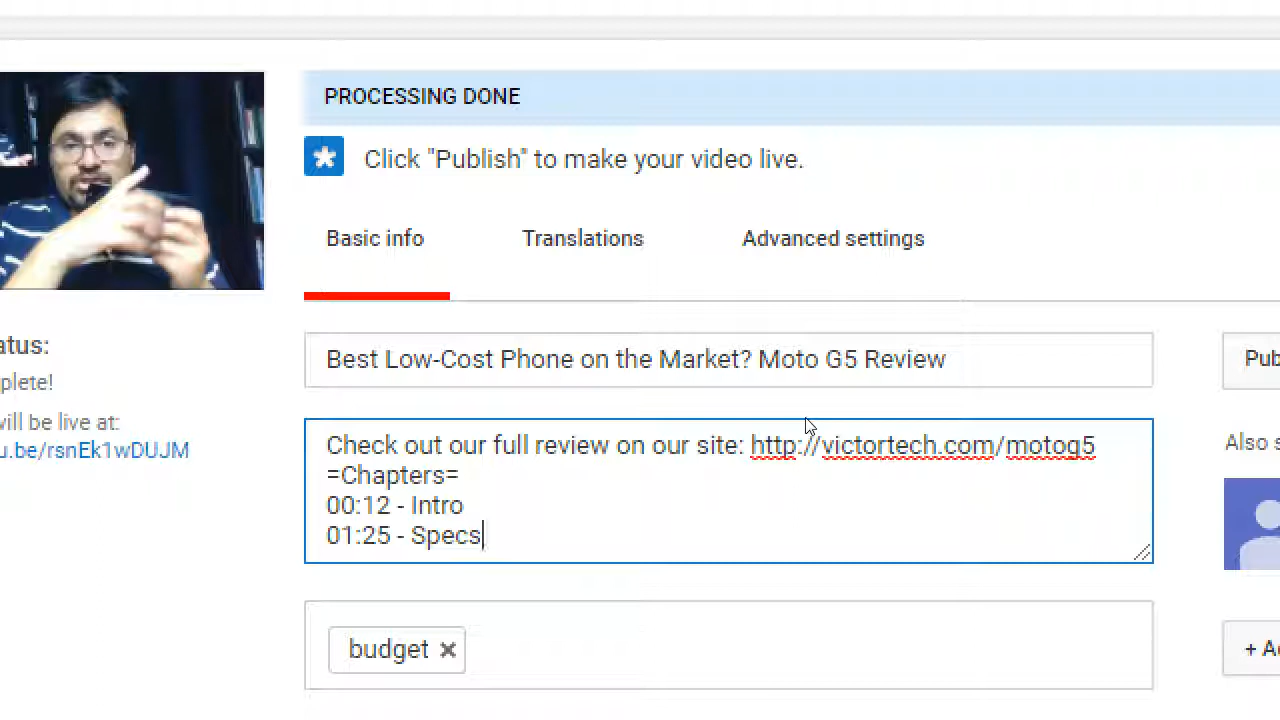 PROCESSING DONE
Click "Publish" to make your video live.
Basic info
Translations
Advanced settings
atus:
plete!
vill be live at:
u.be/rsnEk1wDUJM
Best Low-Cost Phone on the Market? Moto G5 Review
Check out our full review on our site: http://victortech.com/motog5
=Chapters=
00:12 - Intro
01:25 - Specs
budget
Pub
Also s
+ Ad